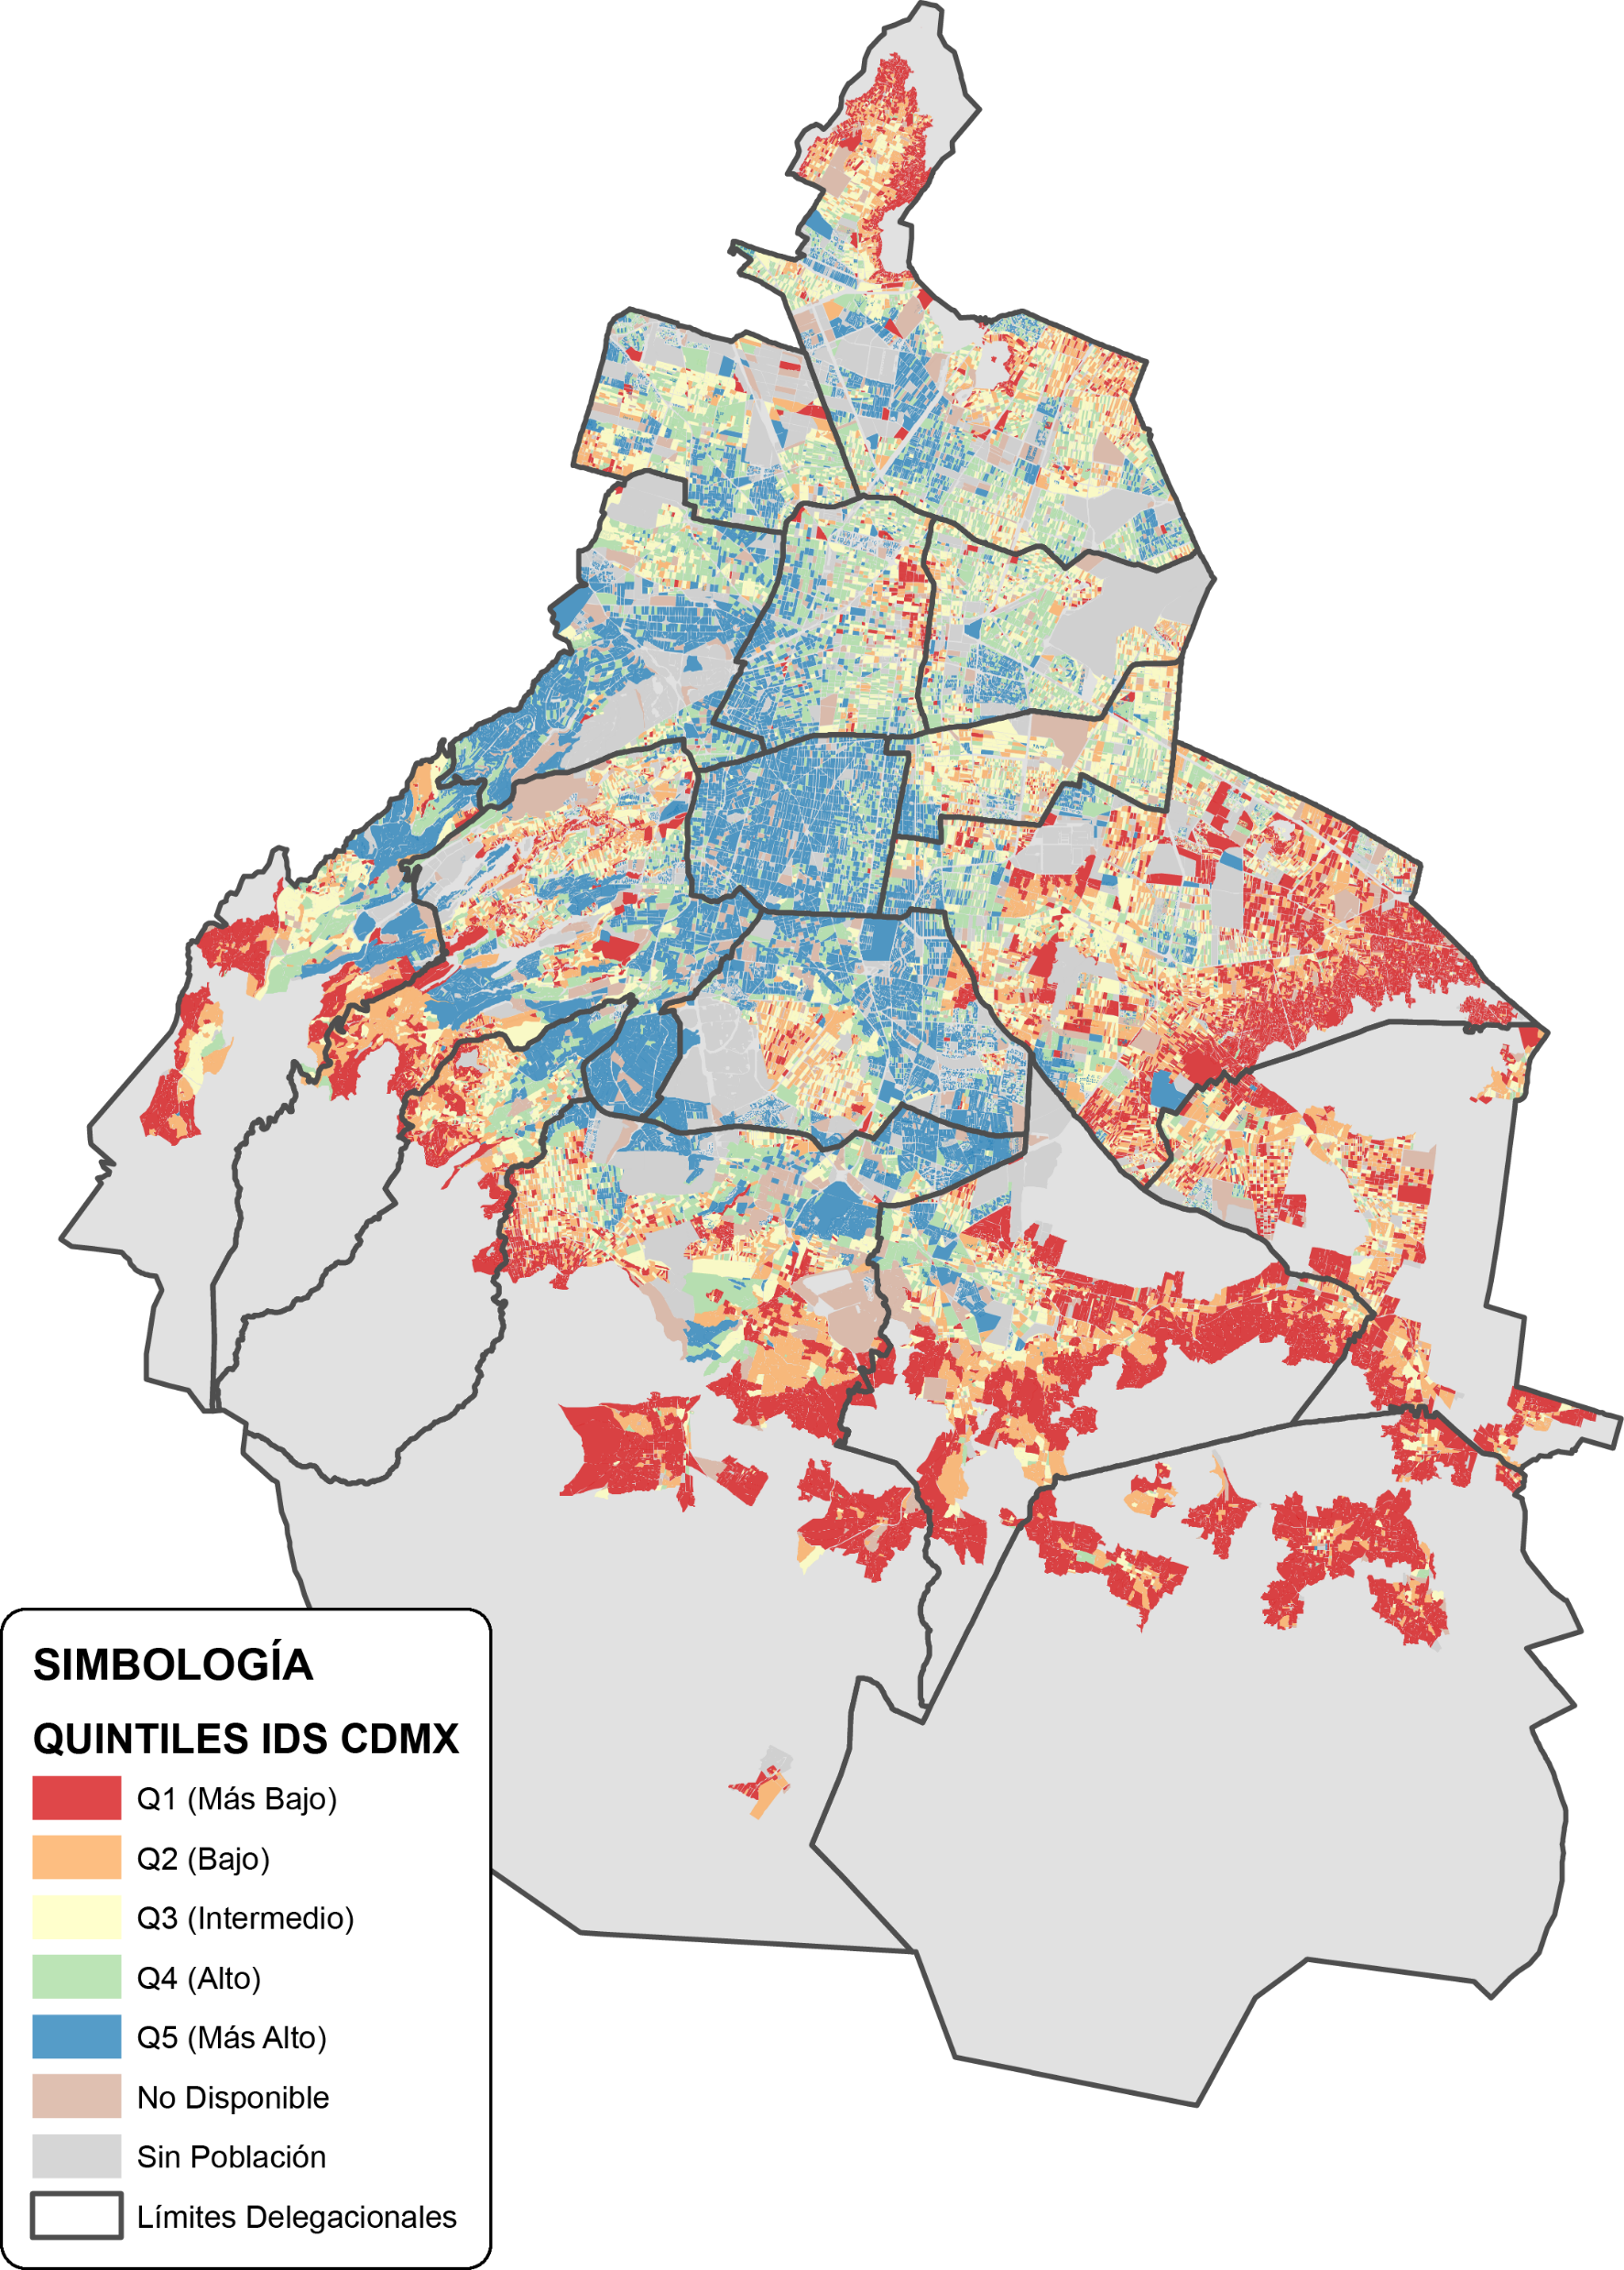 SIMBOLOGÍA
QUINTILES IDS CDMX
Q1 (Más Bajo)
Q2 (Bajo)
Q3 (Intermedio)
Q4 (Alto)
Q5 (Más Alto)
No Disponible
Sin Población
Límites Delegacionales